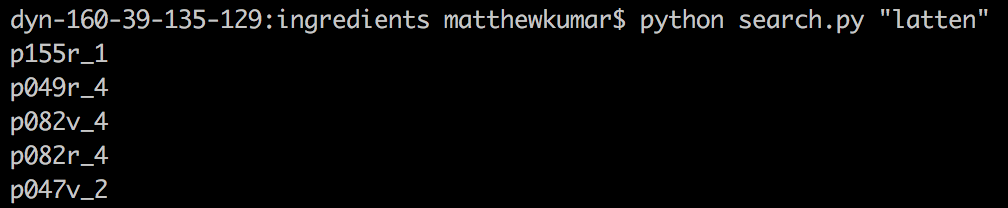 dyn-160-39-135-129:ingredients matthewkumar$ python search.py "latten"
p155r_1
p049r_4
p082v_4
p082r_4
p047v_2